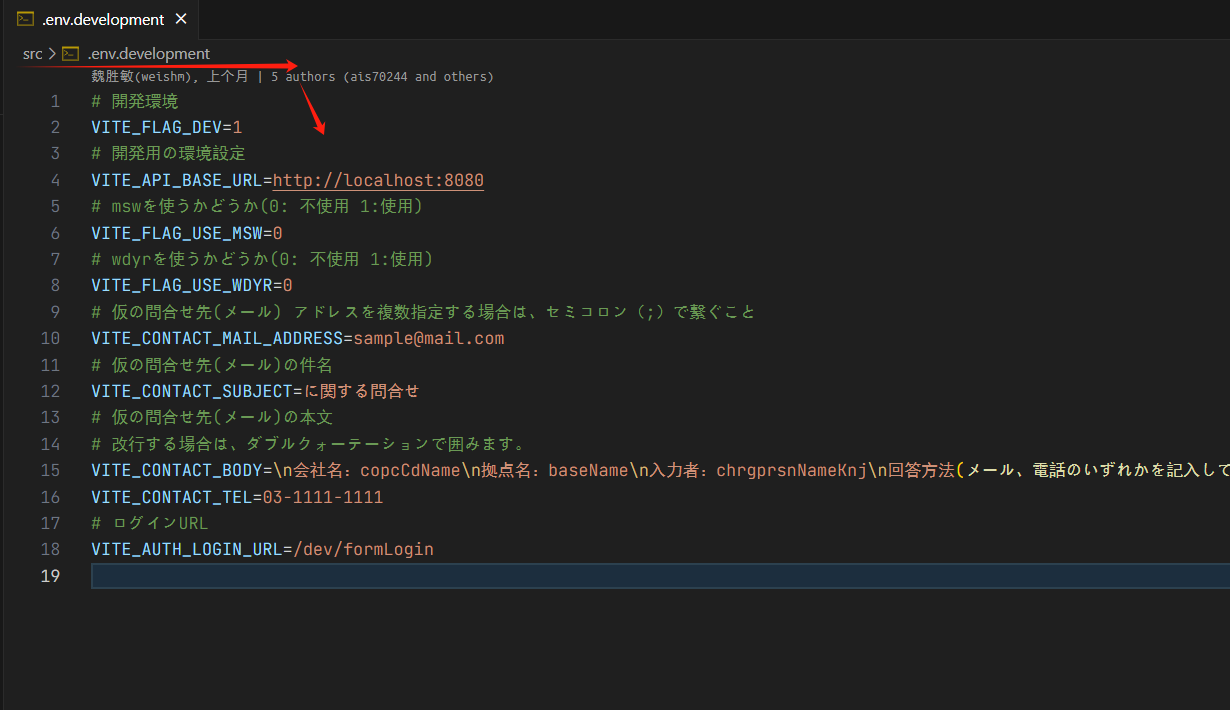 .env.development ×
src > .env.development
魏胜敏(weishm), 上个月 | 5 authors (ais70244 and others)
1 # 開発環境
2 VITE_FLAG_DEV=1
3 # 開発用の環境設定
4 VITE_API_BASE_URL=http://localhost:8080
5 # mswを使うかどうか(0: 不使用 1:使用)
6 VITE_FLAG_USE_MSW=0
7 # wdyrを使うかどうか(0: 不使用 1:使用)
8 VITE_FLAG_USE_WDYR=0
9 # 仮の問合せ先(メール) アドレスを複数指定する場合は、セミコロン（;）で繋ぐこと
10 VITE_CONTACT_MAIL_ADDRESS=sample@mail.com
11 # 仮の問合せ先(メール)の件名
12 VITE_CONTACT_SUBJECT=に関する問合せ
13 # 仮の問合せ先(メール)の本文
14 # 改行する場合は、ダブルクォーテーションで囲みます。
15 VITE_CONTACT_BODY=\n会社名：copcCdName\n拠点名：baseName\n入力者：chrgprsnNameKnj\n回答方法(メール、電話のいずれかを記入して
16 VITE_CONTACT_TEL=03-1111-1111
17 # ログインURL
18 VITE_AUTH_LOGIN_URL=/dev/formLogin
19